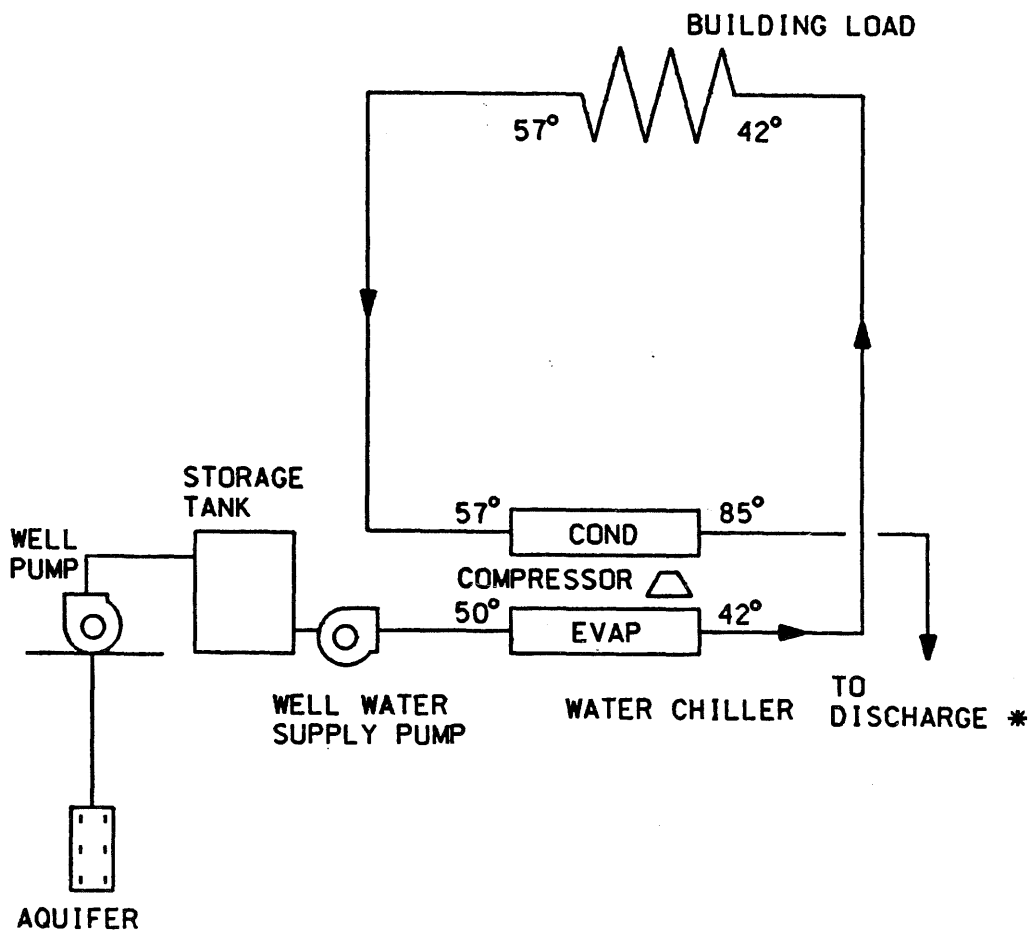 BUILDING LOAD
57°
42°
STORAGE
TANK
WELL
PUMP
57°
COND
85°
COMPRESSOR
50°
EVAP
42°
WELL WATER
SUPPLY PUMP
WATER CHILLER
TO
DISCHARGE *
AQUIFER